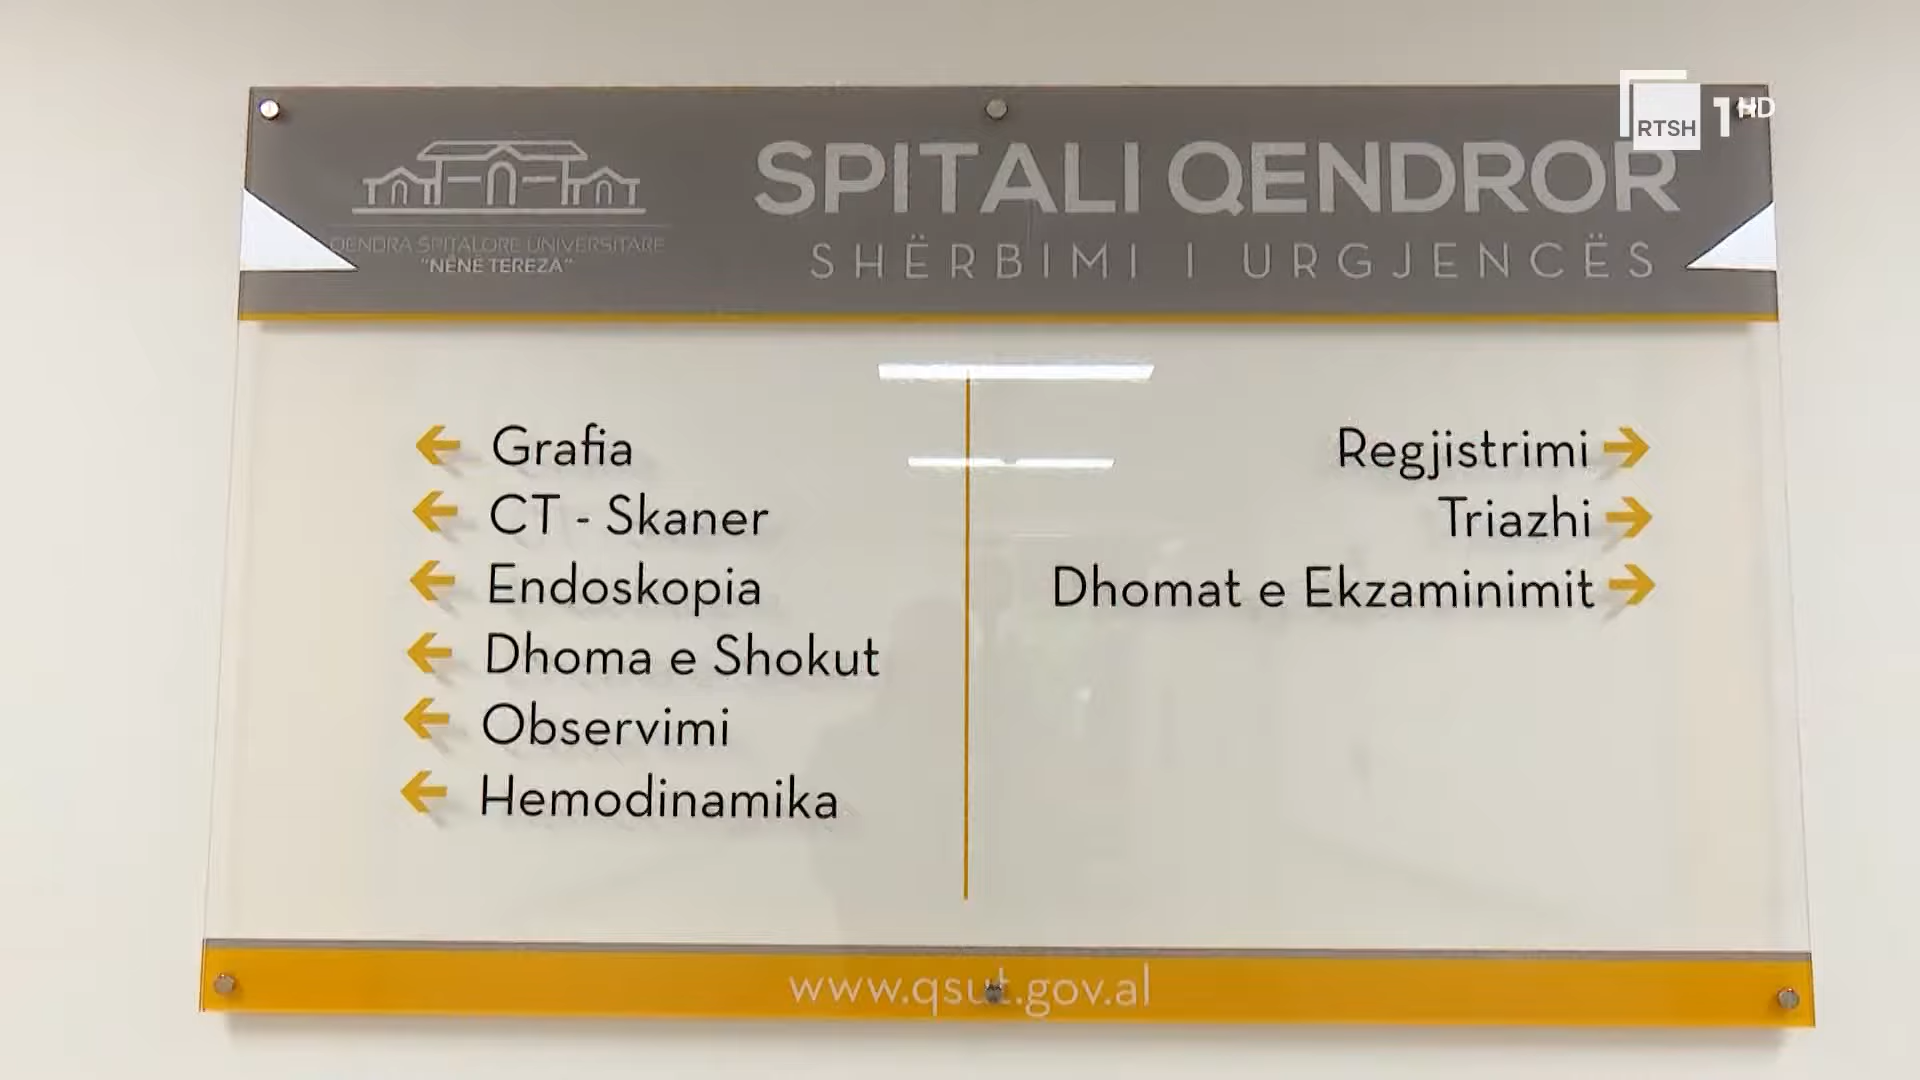 RTSH 1 HD
SPITALI QENDROR
SHËRBIMI I URGJENCËS
QENDRA SPITALORE UNIVERSITARE
"NËNË TEREZA"
Grafia
CT - Skaner
Endoskopia
Dhoma e Shokut
Observimi
Hemodinamika
Regjistrimi
Triazhi
Dhomat e Ekzaminimit
www.qsut.gov.al